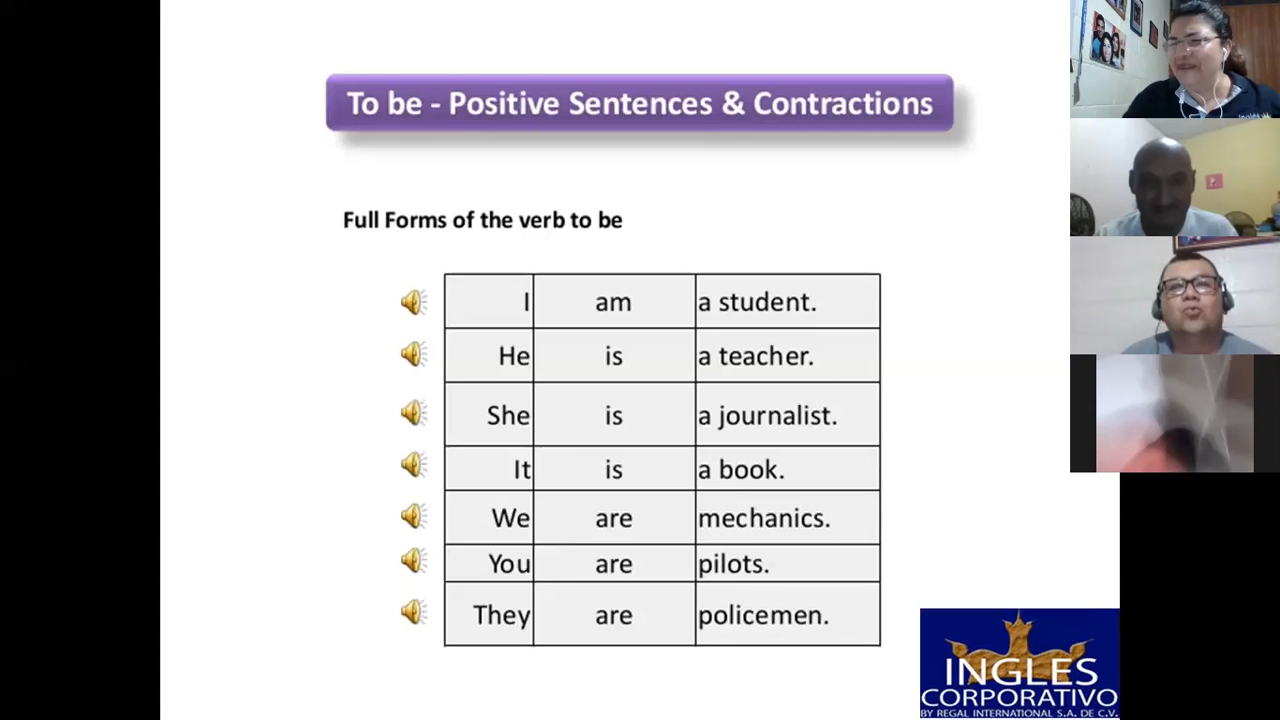 To be - Positive Sentences & Contractions
Full Forms of the verb to be
I am a student.
He is a teacher.
She is a journalist.
It is a book.
We are mechanics.
You are pilots.
They are policemen.
INGLES
CORPORATIVO
BY REGAL INTERNATIONAL S.A. DE C.V.